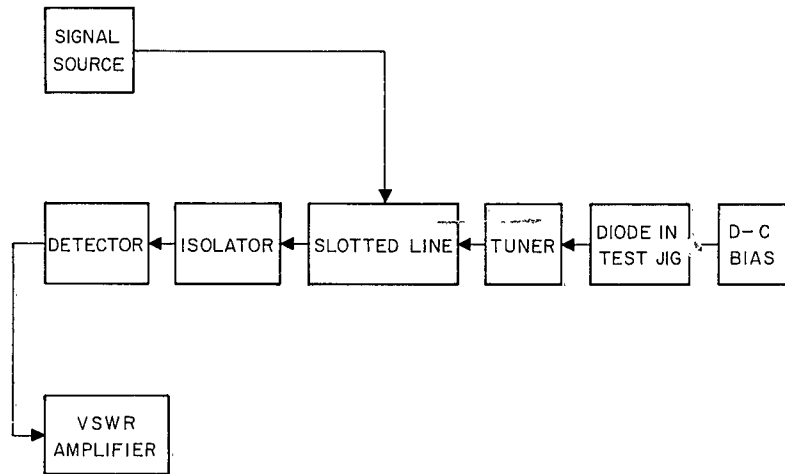 SIGNAL
SOURCE
DETECTOR
ISOLATOR
SLOTTED LINE
TUNER
DIODE IN
TEST JIG
D-C
BIAS
VSWR
AMPLIFIER